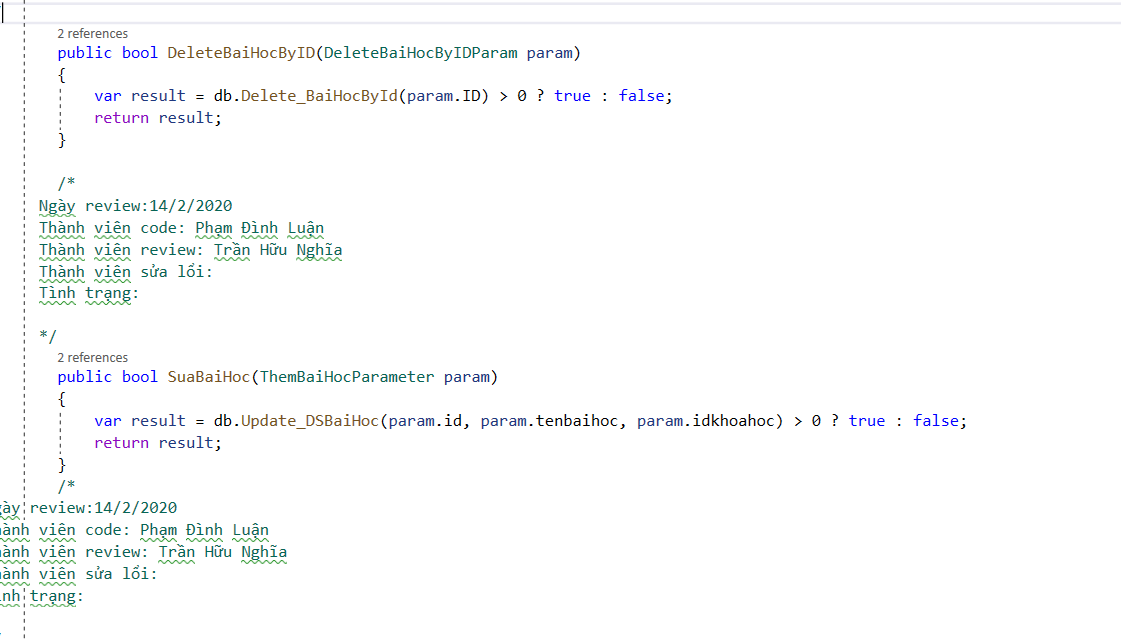 2 references
public bool DeleteBaiHocByID(DeleteBaiHocByIDParam param)
{
var result = db.Delete_BaiHocById(param.ID) > 0 ? true : false;
return result;
}
/*
Ngày review:14/2/2020
Thành viên code: Phạm Đình Luận
Thành viên review: Trần Hữu Nghĩa
Thành viên sửa lổi:
Tình trạng:
*/
2 references
public bool SuaBaiHoc(ThemBaiHocParameter param)
{
var result = db.Update_DSBaiHoc(param.id, param.tenbaihoc, param.idkhoahoc) > 0 ? true : false;
return result;
}
/*
review:14/2/2020
viên code: Phạm Đình Luận
viên review: Trần Hữu Nghĩa
viên sửa lổi:
trạng: